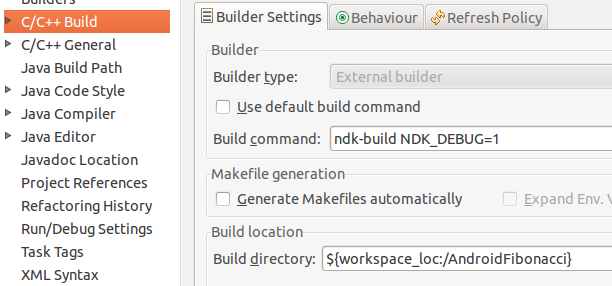 Builders
C/C++ Build
C/C++ General
Java Build Path
Java Code Style
Java Compiler
Java Editor
Javadoc Location
Project References
Refactoring History
Run/Debug Settings
Task Tags
XML Syntax
Builder Settings Behaviour Refresh Policy
Builder
Builder type: External builder
Use default build command
Build command: ndk-build NDK_DEBUG=1
Makefile generation
Generate Makefiles automatically Expand Env. V
Build location
Build directory: ${workspace_loc:/AndroidFibonacci}